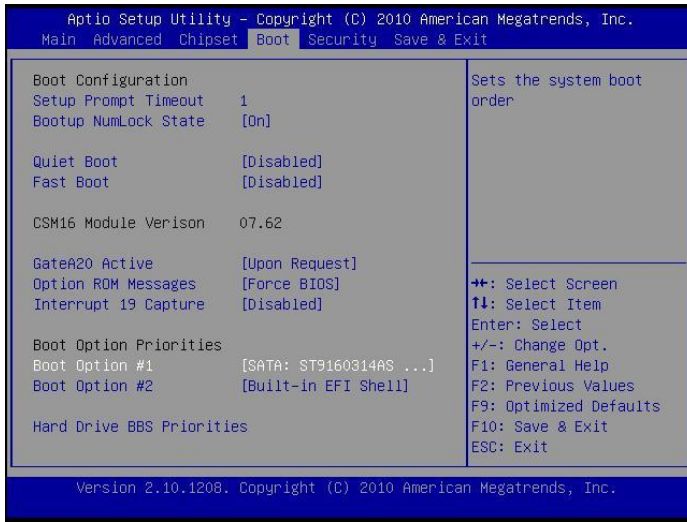 Aptio Setup Utility – Copyright (C) 2010 American Megatrends, Inc.
Main Advanced Chipset Boot Security Save & Exit
Boot Configuration
Setup Prompt Timeout 1
Bootup NumLock State [On]
Quiet Boot [Disabled]
Fast Boot [Disabled]
CSM16 Module Verison 07.62
GateA20 Active [Upon Request]
Option ROM Messages [Force BIOS]
Interrupt 19 Capture [Disabled]
Boot Option Priorities
Boot Option #1 [SATA: ST9160314AS ...]
Boot Option #2 [Built-in EFI Shell]
Hard Drive BBS Priorities
Sets the system boot
order
→←: Select Screen
↑↓: Select Item
Enter: Select
+/-: Change Opt.
F1: General Help
F2: Previous Values
F9: Optimized Defaults
F10: Save & Exit
ESC: Exit
Version 2.10.1208. Copyright (C) 2010 American Megatrends, Inc.